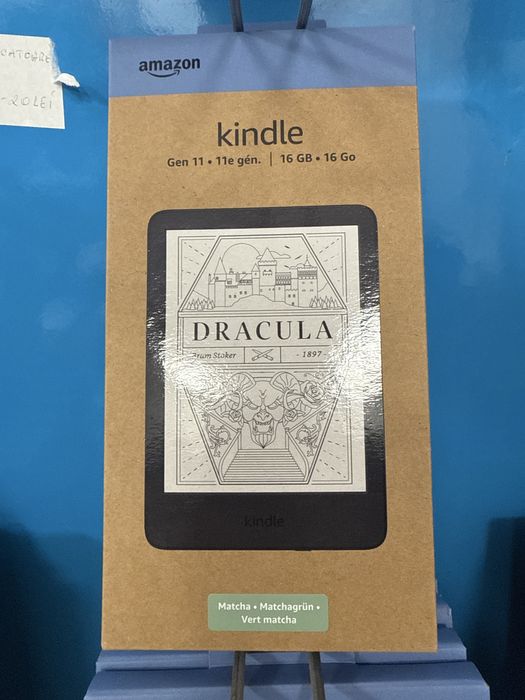 -20LEI
amazon
kindle
Gen 11 • 11e gén. | 16 GB • 16 Go
DRACULA
Bram Stoker
- 1897 -
kindle
Matcha • Matchagrün •
Vert matcha